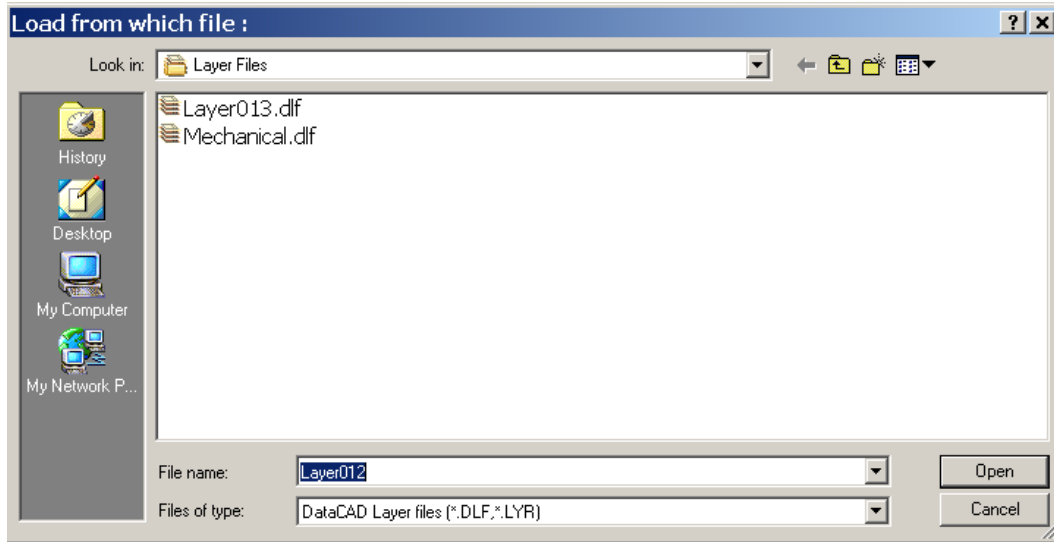 Load from which file :
Look in: Layer Files
Layer013.dlf
Mechanical.dlf
History
Desktop
My Computer
My Network P...
File name: Layer012 Open
Files of type: DataCAD Layer files (*.DLF,*.LYR) Cancel